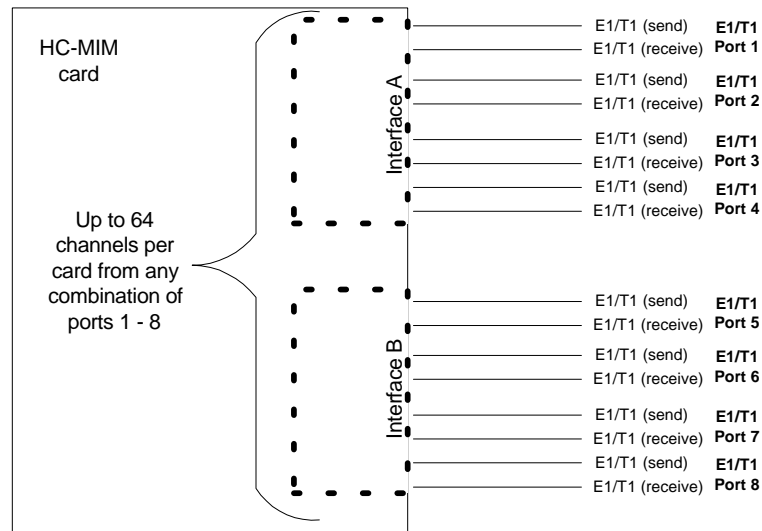 HC-MIM
card
Up to 64
channels per
card from any
combination of
ports 1 - 8
Interface A
E1/T1 (send) E1/T1
E1/T1 (receive) Port 1
E1/T1 (send) E1/T1
E1/T1 (receive) Port 2
E1/T1 (send) E1/T1
E1/T1 (receive) Port 3
E1/T1 (send) E1/T1
E1/T1 (receive) Port 4
Interface B
E1/T1 (send) E1/T1
E1/T1 (receive) Port 5
E1/T1 (send) E1/T1
E1/T1 (receive) Port 6
E1/T1 (send) E1/T1
E1/T1 (receive) Port 7
E1/T1 (send) E1/T1
E1/T1 (receive) Port 8